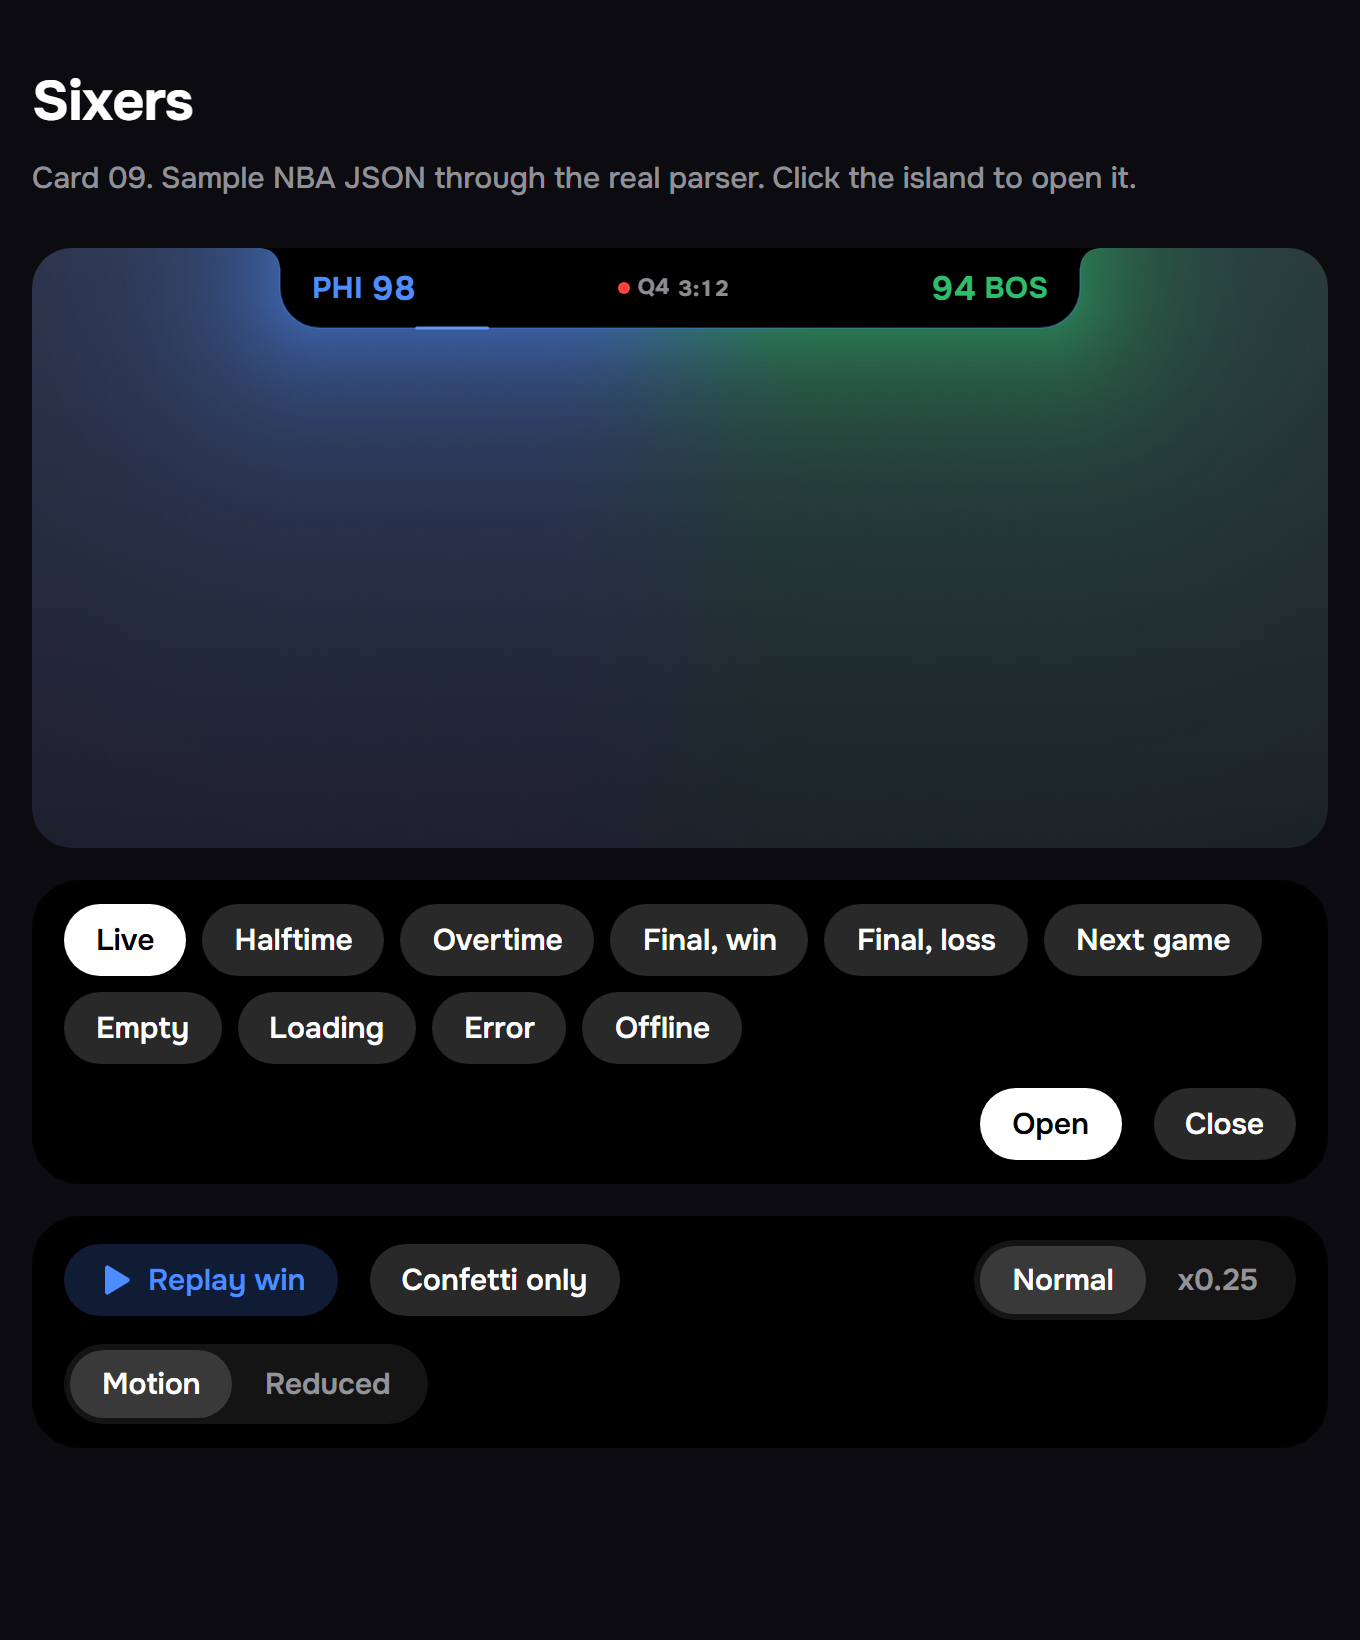 Sixers
Card 09. Sample NBA JSON through the real parser. Click the island to open it.
PHI 98 Q4 3:12 94 BOS
Live Halftime Overtime Final, win Final, loss Next game
Empty Loading Error Offline
Open Close
Replay win Confetti only Normal x0.25
Motion Reduced